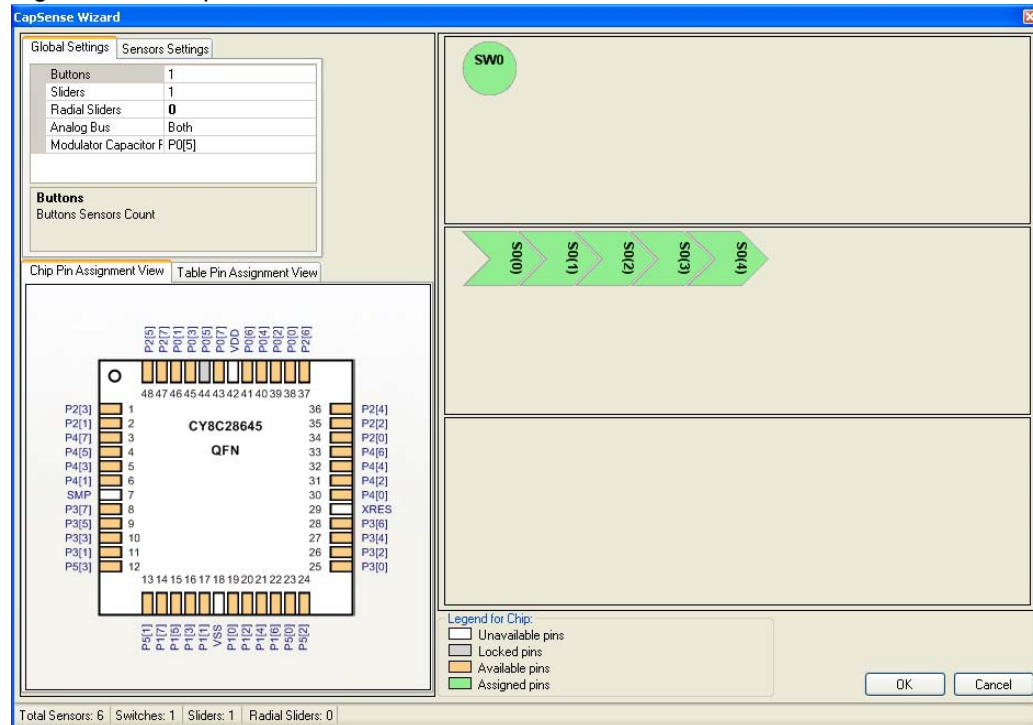 CapSense Wizard
Global Settings
Sensors Settings
Buttons 1
Sliders 1
Radial Sliders 0
Analog Bus Both
Modulator Capacitor F P0[5]
Buttons
Buttons Sensors Count
Chip Pin Assignment View
Table Pin Assignment View
P2[5] P2[7] P0[1] P0[3] P0[5] P0[7] VDD P0[6] P0[4] P0[2] P0[0] P2[6]
48 47 46 45 44 43 42 41 40 39 38 37
P2[3] 1
P2[1] 2
P4[7] 3
P4[5] 4
P4[3] 5
P4[1] 6
SMP 7
P3[7] 8
P3[5] 9
P3[3] 10
P3[1] 11
P5[3] 12
CY8C28645
QFN
36 P2[4]
35 P2[2]
34 P2[0]
33 P4[6]
32 P4[4]
31 P4[2]
30 P4[0]
29 XRES
28 P3[6]
27 P3[4]
26 P3[2]
25 P3[0]
13 14 15 16 17 18 19 20 21 22 23 24
P5[1] P1[7] P1[5] P1[3] P1[1] VSS P1[0] P1[2] P1[4] P1[6] P5[0] P5[2]
SW0
S0(0) S0(1) S0(2) S0(3) S0(4)
Legend for Chip:
Unavailable pins
Locked pins
Available pins
Assigned pins
OK
Cancel
Total Sensors: 6 Switches: 1 Sliders: 1 Radial Sliders: 0